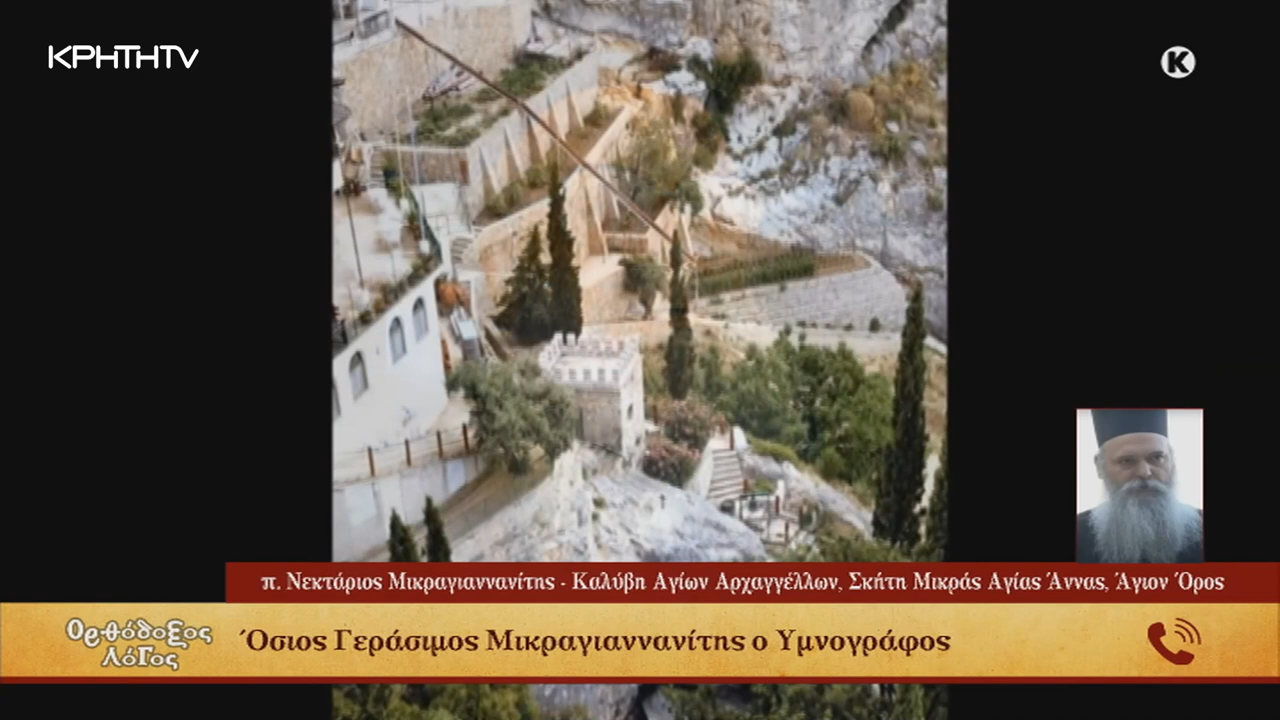 ΚΡΗΤΗTV
K
π. Νεκτάριος Μικραγιαννανίτης - Καλύβη Αγίων Αρχαγγέλλων, Σκήτη Μικράς Αγίας Άννας, Άγιον Όρος
Ορθόδοξος
Λόγος
Όσιος Γεράσιμος Μικραγιαννανίτης ο Υμνογράφος